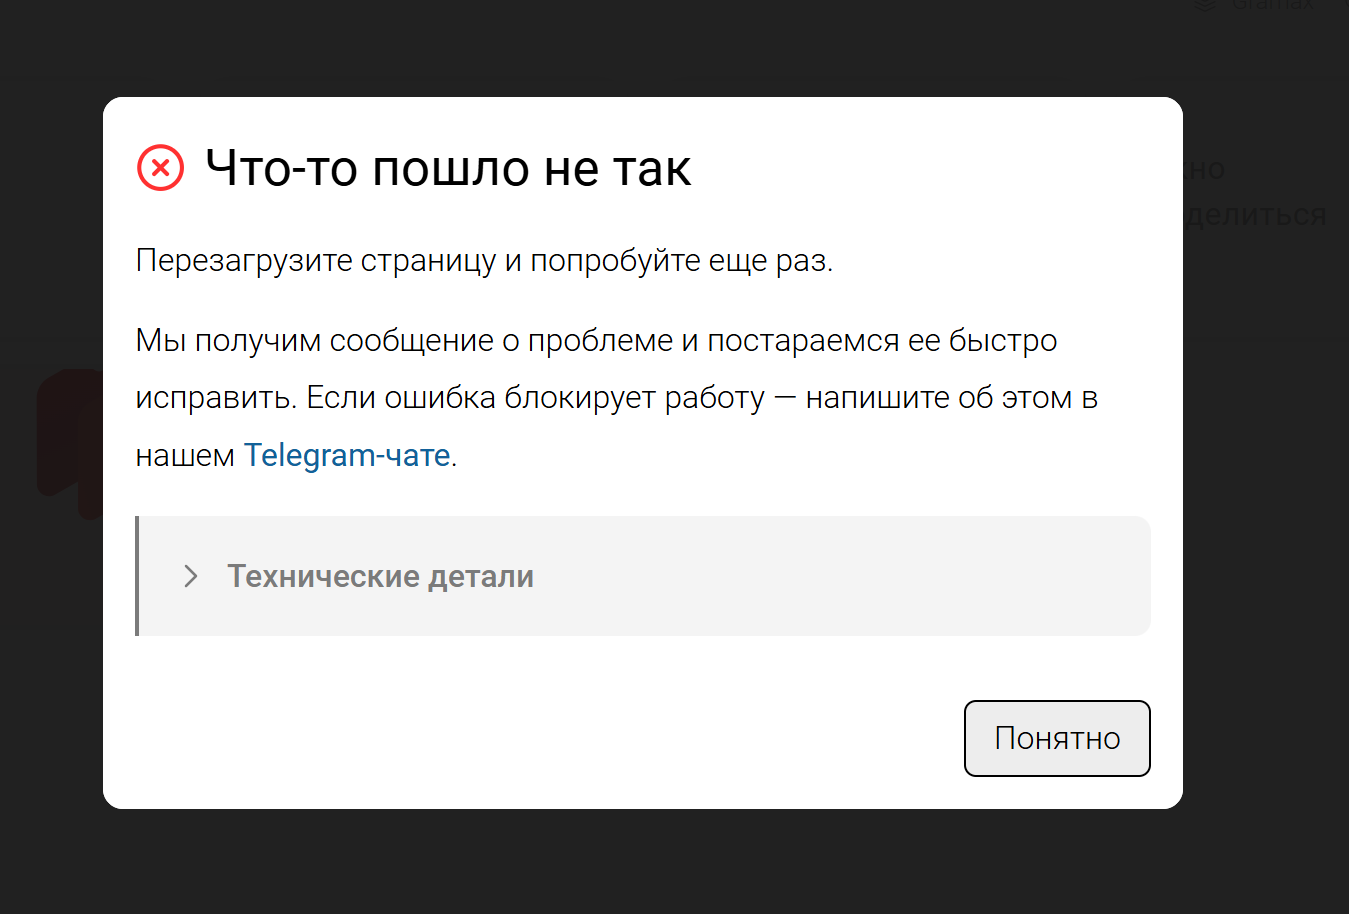 Gramax
Что-то пошло не так
жно
делиться
Перезагрузите страницу и попробуйте еще раз.
Мы получим сообщение о проблеме и постараемся ее быстро
исправить. Если ошибка блокирует работу — напишите об этом в
нашем Telegram-чате.
Технические детали
Понятно